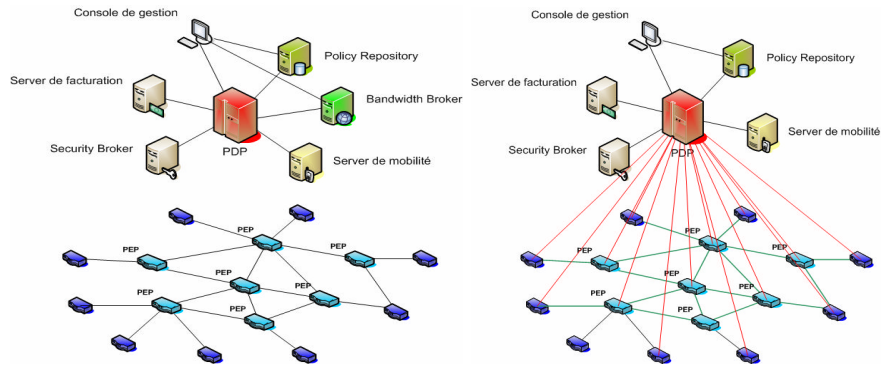 Console de gestion
Policy Repository
Server de facturation
Bandwidth Broker
Security Broker
PDP
Server de mobilité
PEP
PEP
PEP
PEP
PEP
PEP
PEP
Console de gestion
Policy Repository
Server de facturation
Server de mobilité
Security Broker
PDP
PEP
PEP
PEP
PEP
PEP
PEP
PEP